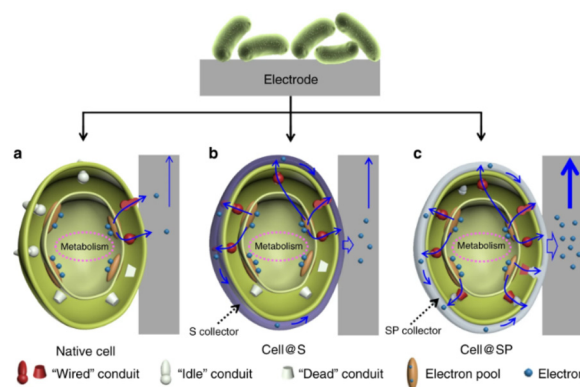 Electrode
a
b
c
Metabolism
Metabolism
Metabolism
S collector
SP collector
Native cell
Cell@S
Cell@SP
"Wired" conduit
"Idle" conduit
"Dead" conduit
Electron pool
Electron